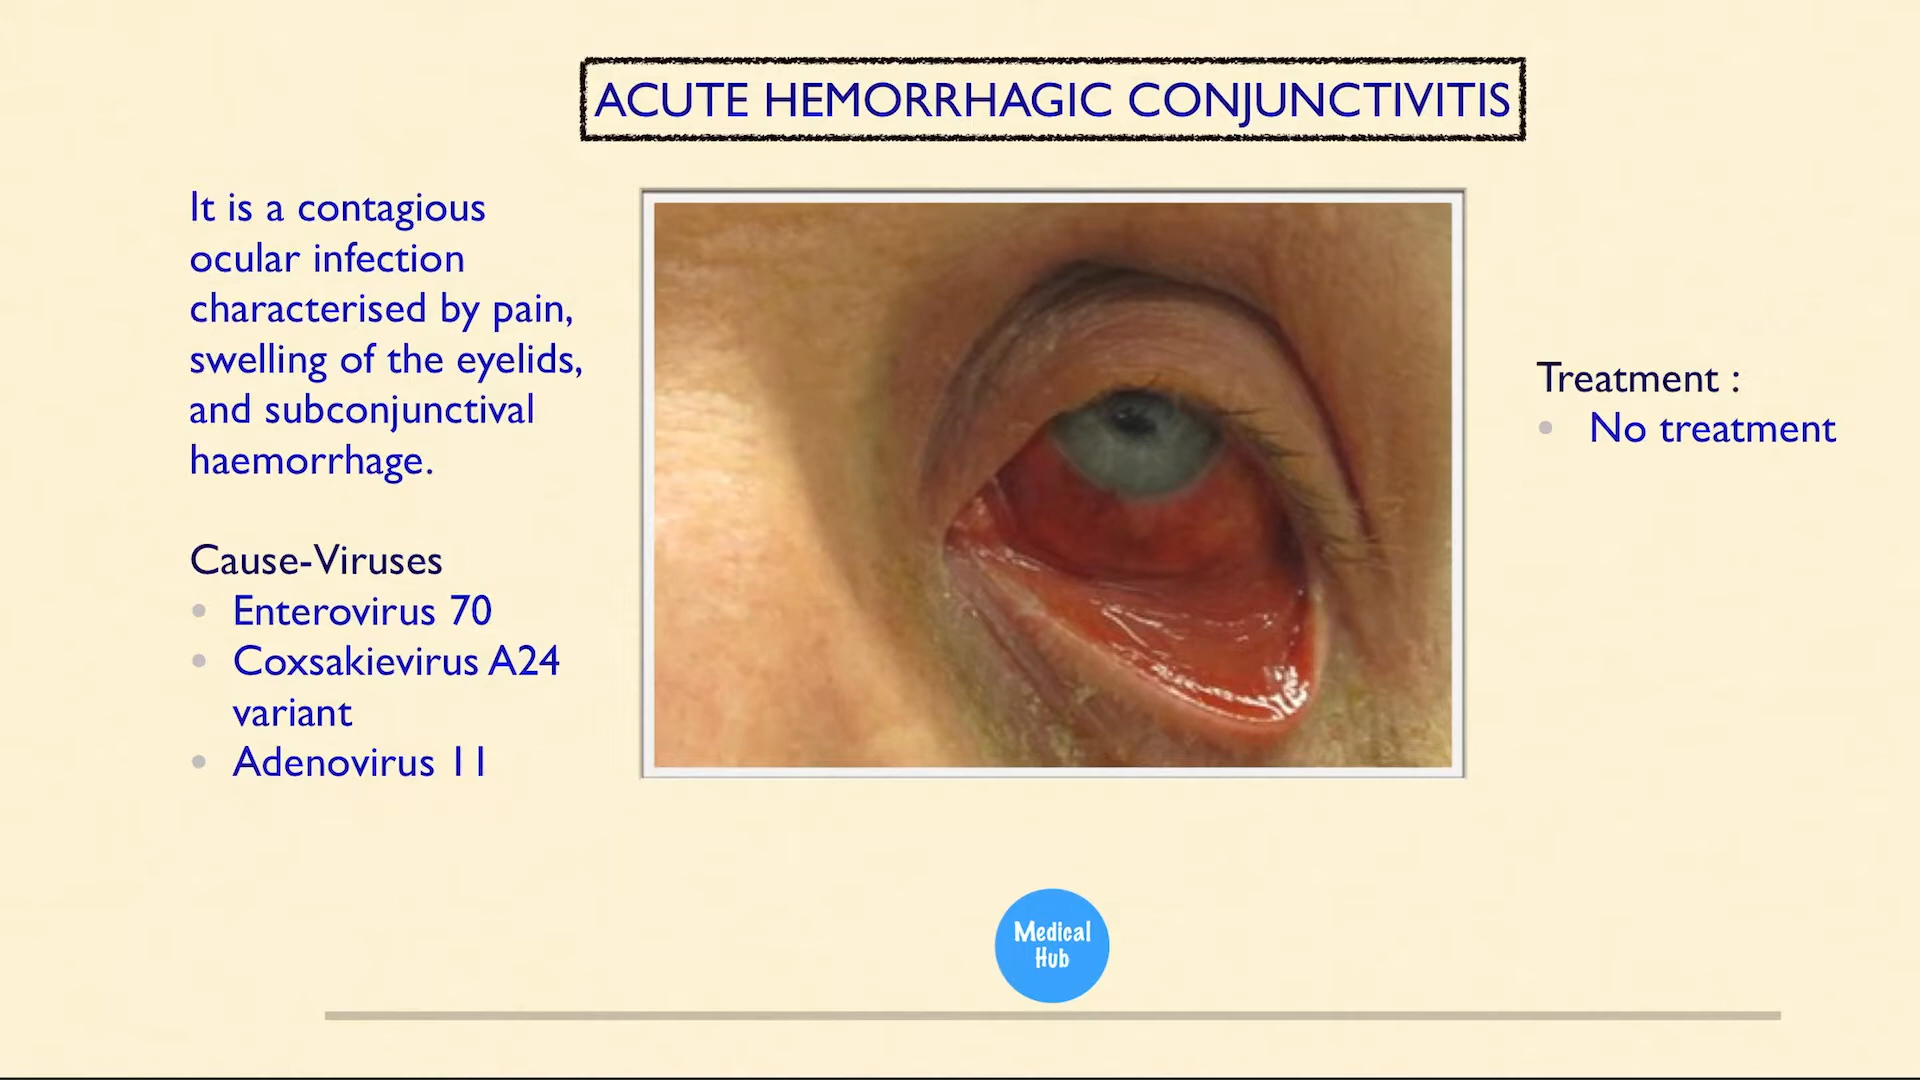 ACUTE HEMORRHAGIC CONJUNCTIVITIS
It is a contagious
ocular infection
characterised by pain,
swelling of the eyelids,
and subconjunctival
haemorrhage.
Cause-Viruses
• Enterovirus 70
• Coxsakievirus A24
variant
• Adenovirus 11
Treatment :
• No treatment
Medical
Hub